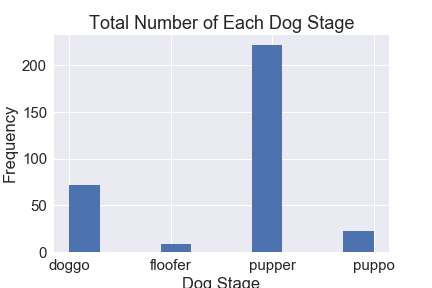 Total Number of Each Dog Stage
200
150
100
50
0
Frequency
doggo floofer pupper puppo
Dog Stage